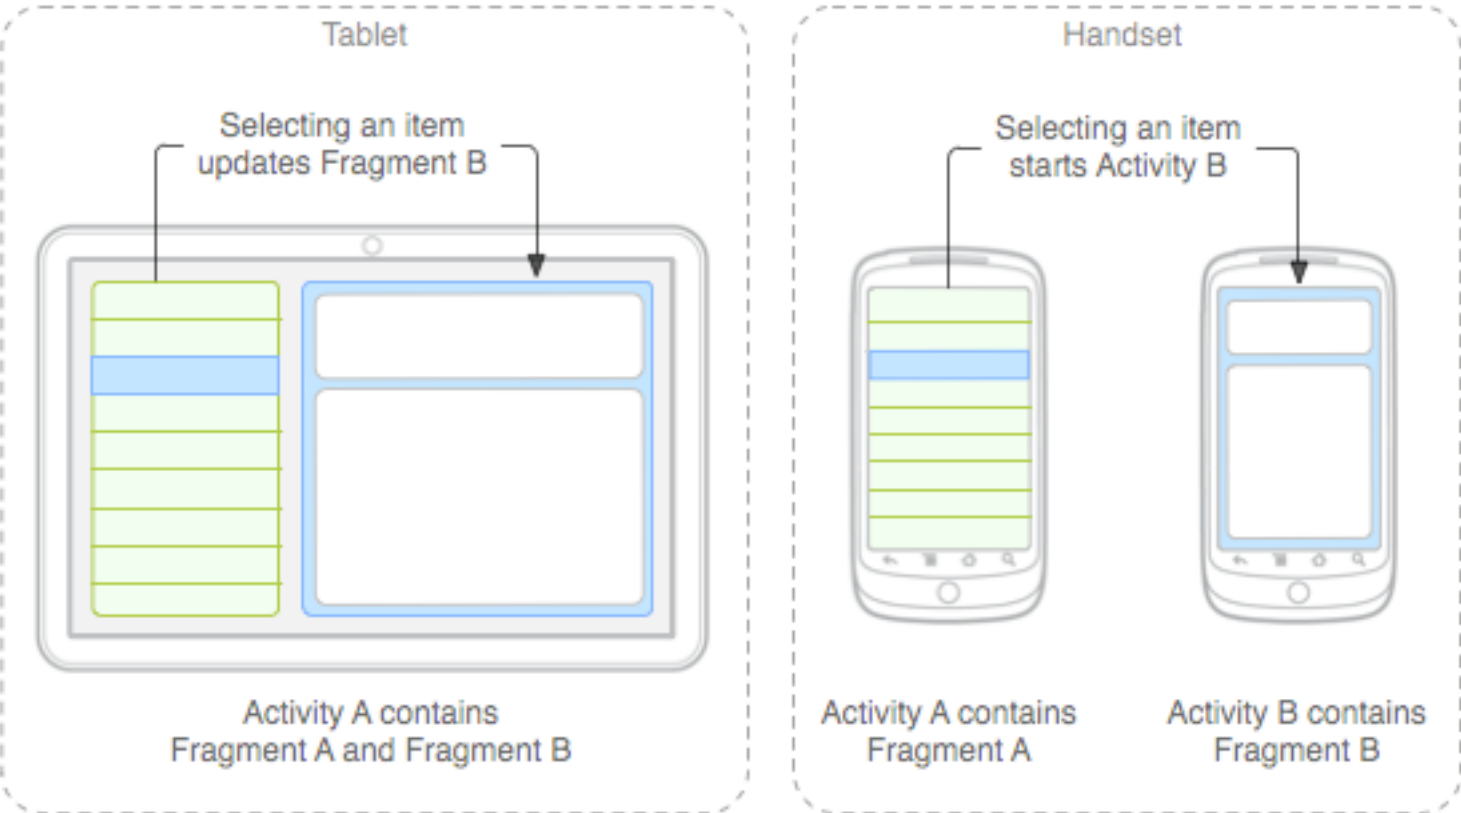 Tablet
Selecting an item
updates Fragment B
Activity A contains
Fragment A and Fragment B
Handset
Selecting an item
starts Activity B
Activity A contains
Fragment A
Activity B contains
Fragment B